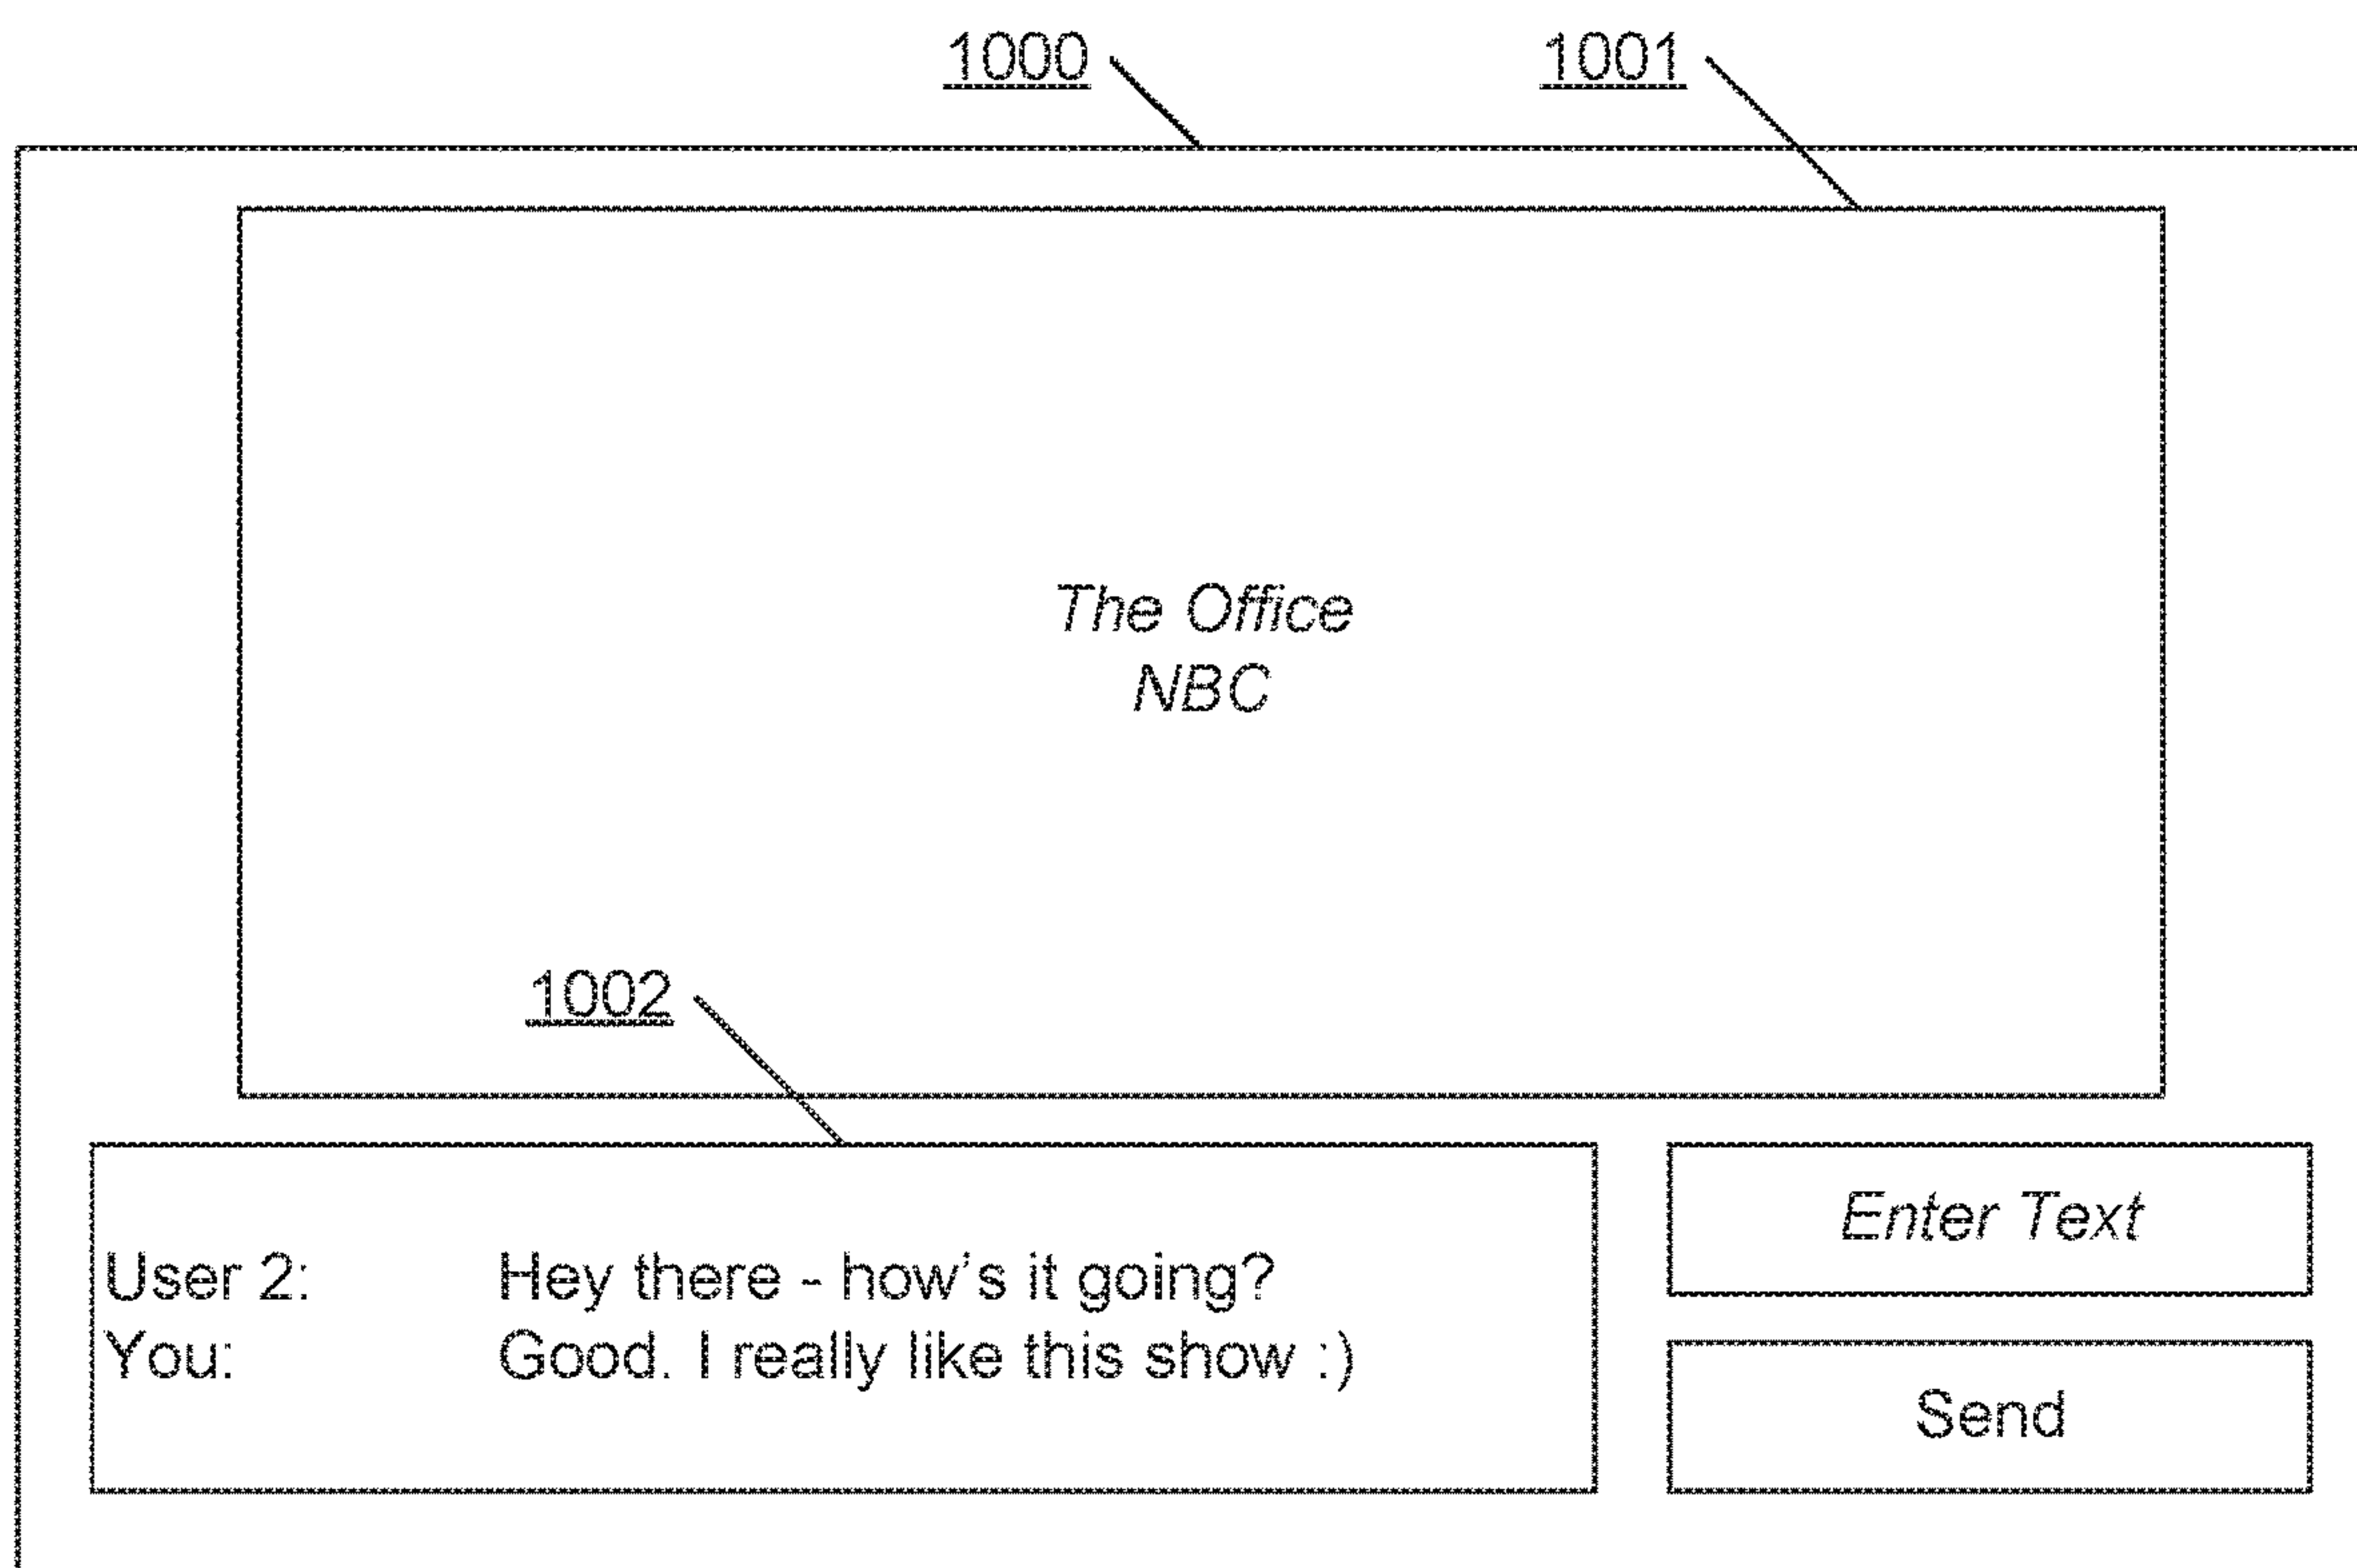 1000 1001
The Office
NBC
1002
User 2: Hey there - how's it going?
You: Good. I really like this show :)
Enter Text
Send